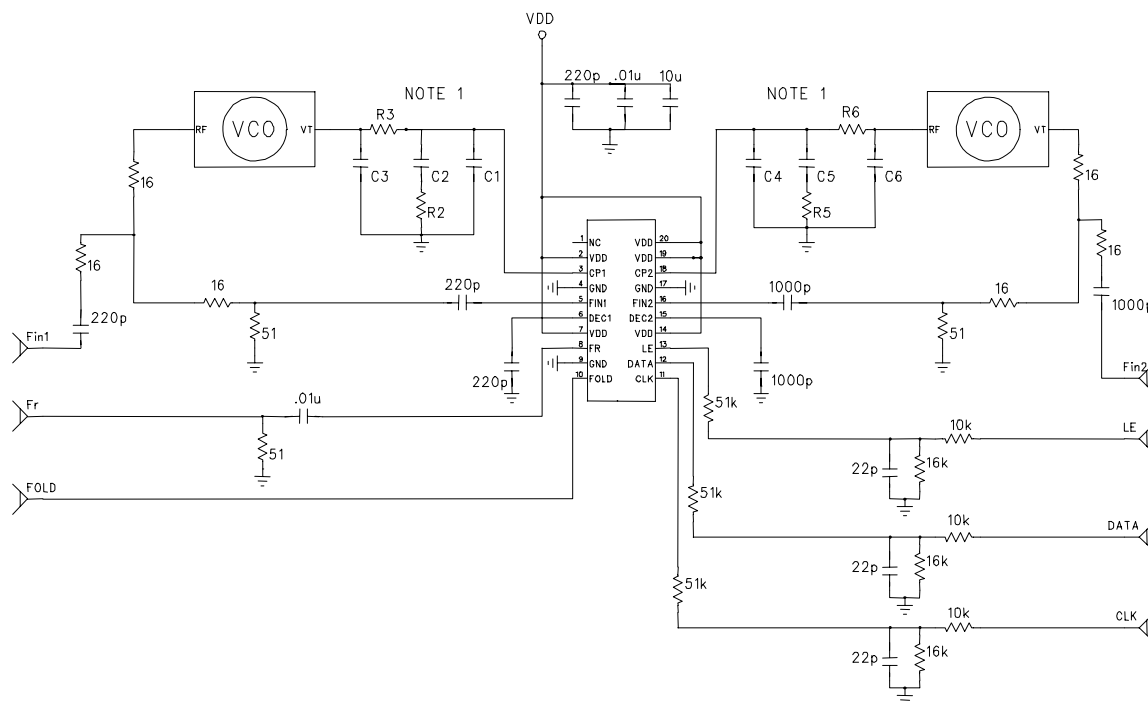 VDD
220p .01u 10u
NOTE 1
NOTE 1
R3
R6
RF VCO VT
RF VCO VT
16
C3 C2 C1
R2
C4 C5 C6
R5
16
16
16
1 NC VDD 20
2 VDD VDD 19
3 CP1 CP2 18
4 GND GND 17
5 FIN1 FIN2 16
6 DEC1 DEC2 15
7 VDD VDD 14
8 FR LE 13
9 GND DATA 12
10 FOLD CLK 11
16
220p
1000p
16
1000p
220p
51
51
Fin1
Fin2
220p
1000p
Fr
.01u
51
51k
10k
LE
22p
16k
FOLD
51k
10k
DATA
22p
16k
51k
10k
CLK
22p
16k